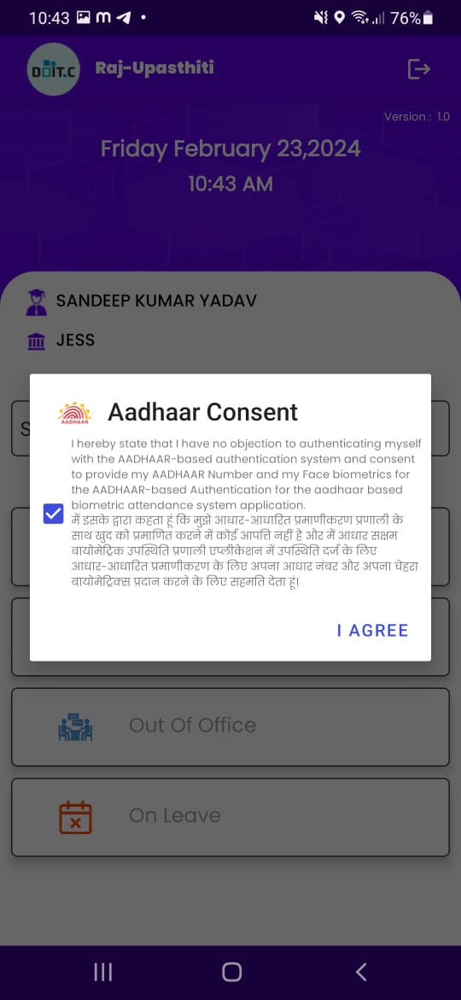 10:43
76%
DOIT.C
Raj-Upasthiti
Version : 1.0
Friday February 23,2024
10:43 AM
SANDEEP KUMAR YADAV
JESS
S
AADHAAR
Aadhaar Consent
I hereby state that I have no objection to authenticating myself
with the AADHAAR-based authentication system and consent
to provide my AADHAAR Number and my Face biometrics for
the AADHAAR-based Authentication for the aadhaar based
biometric attendance system application.
मैं इसके द्वारा कहता हूं कि मुझे आधार-आधारित प्रमाणीकरण प्रणाली के
साथ खुद को प्रमाणित करने में कोई आपत्ति नहीं है और मैं आधार सक्षम
बायोमेट्रिक उपस्थिति प्रणाली एप्लीकेशन में उपस्थिति दर्ज के लिए
आधार-आधारित प्रमाणीकरण के लिए अपना आधार नंबर और अपना चेहरा
बायोमेट्रिक्स प्रदान करने के लिए सहमति देता हूं।
I AGREE
Out Of Office
On Leave